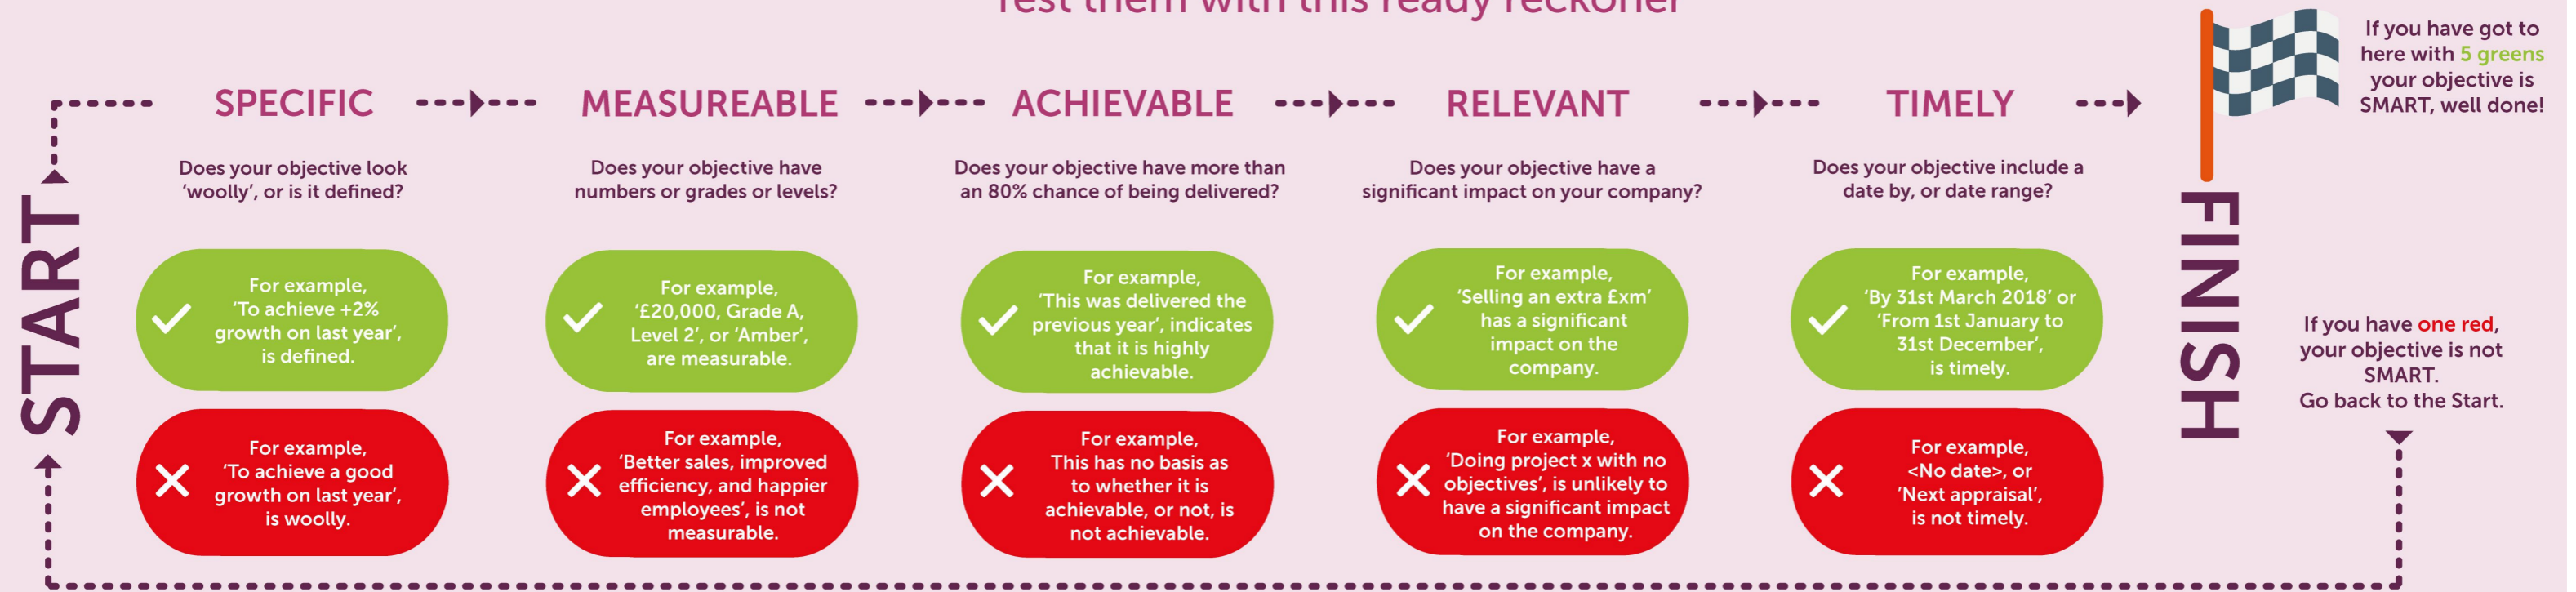 Test them with this ready reckoner
START
SPECIFIC
Does your objective look
'woolly', or is it defined?
For example,
'To achieve +2%
growth on last year',
is defined.
For example,
'To achieve a good
growth on last year',
is woolly.
MEASUREABLE
Does your objective have
numbers or grades or levels?
For example,
'£20,000, Grade A,
Level 2', or 'Amber',
are measurable.
For example,
'Better sales, improved
efficiency, and happier
employees', is not
measurable.
ACHIEVABLE
Does your objective have more than
an 80% chance of being delivered?
For example,
'This was delivered the
previous year', indicates
that it is highly
achievable.
For example,
This has no basis as
to whether it is
achievable, or not, is
not achievable.
RELEVANT
Does your objective have a
significant impact on your company?
For example,
'Selling an extra £xm'
has a significant
impact on the
company.
For example,
'Doing project x with no
objectives', is unlikely to
have a significant impact
on the company.
TIMELY
Does your objective include a
date by, or date range?
For example,
'By 31st March 2018' or
'From 1st January to
31st December',
is timely.
For example,
<No date>, or
'Next appraisal',
is not timely.
FINISH
If you have got to
here with 5 greens
your objective is
SMART, well done!
If you have one red,
your objective is not
SMART.
Go back to the Start.